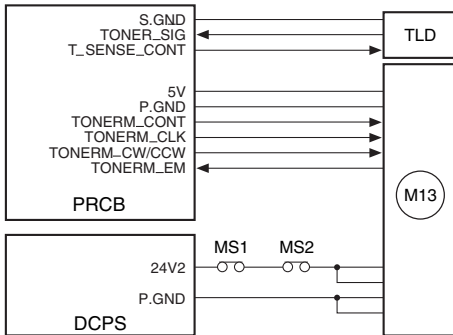 S.GND
TONER_SIG
T_SENSE_CONT
TLD
5V
P.GND
TONERM_CONT
TONERM_CLK
TONERM_CW/CCW
TONERM_EM
PRCB
M13
MS1 MS2
24V2
P.GND
DCPS